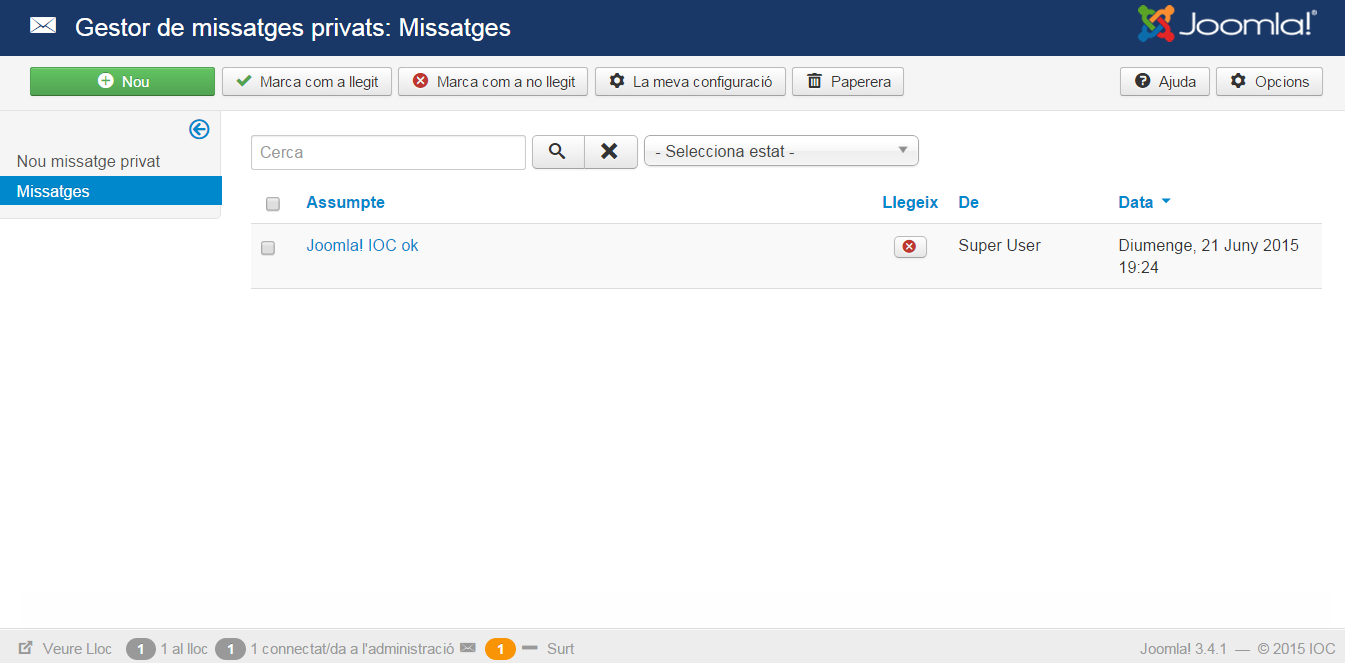 Gestor de missatges privats: Missatges
Joomla!®
Nou
Marca com a llegit
Marca com a no llegit
La meva configuració
Paperera
Ajuda
Opcions
Nou missatge privat
Missatges
Cerca
- Selecciona estat -
Assumpte
Llegeix
De
Data
Joomla! IOC ok
Super User
Diumenge, 21 Juny 2015
19:24
Veure Lloc
1 1 al lloc
1 1 connectat/da a l'administració
1
Surt
Joomla! 3.4.1 — © 2015 IOC